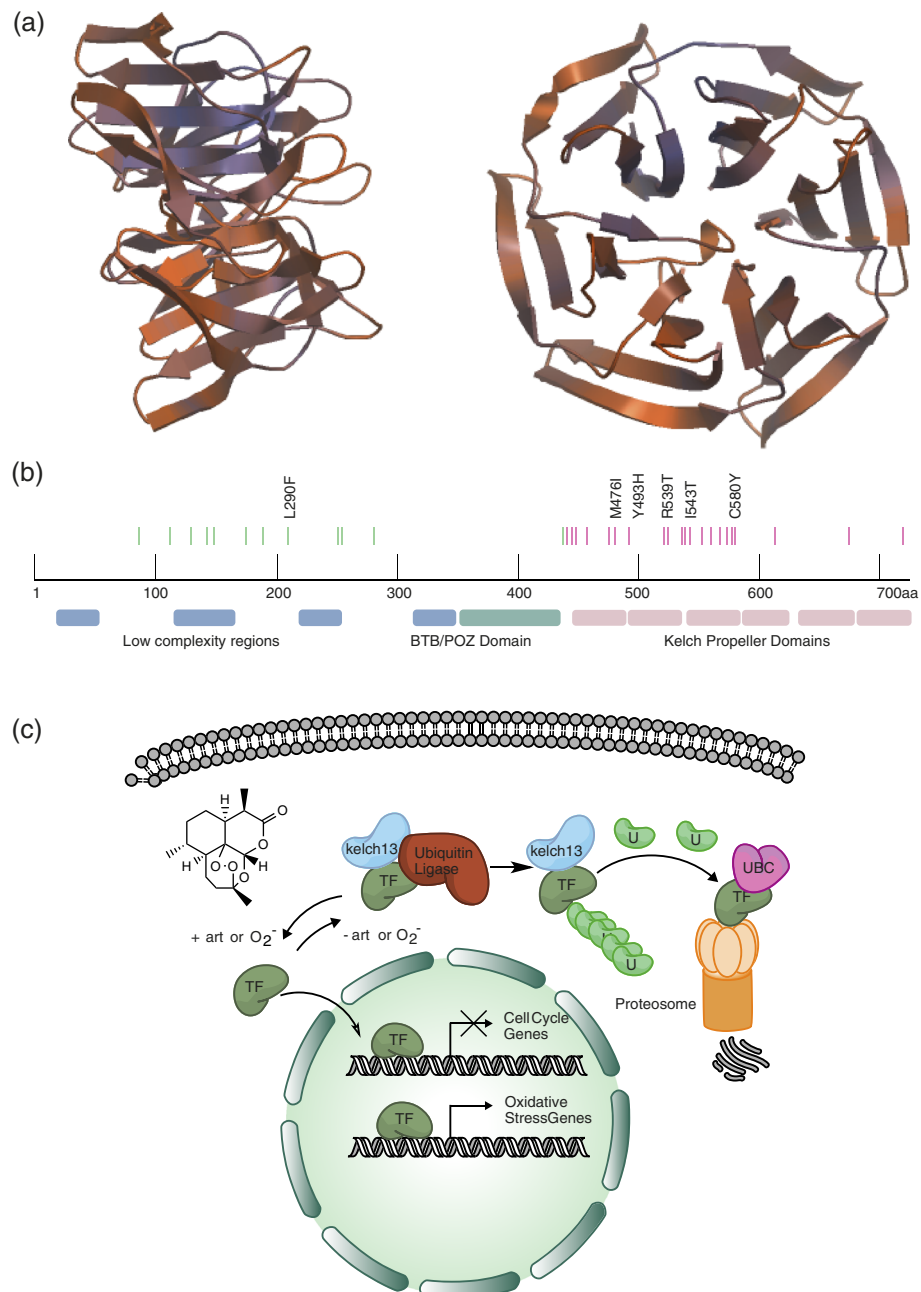 (a)
(b)
L290F
M476I
Y493H
R539T
I543T
C580Y
1 100 200 300 400 500 600 700aa
Low complexity regions BTB/POZ Domain Kelch Propeller Domains
(c)
H
O
O
H
H
O·O
O
kelch13
Ubiquitin
Ligase
TF
kelch13
TF
U
U
U
UBC
TF
+ art or O2-
- art or O2-
TF
Proteosome
TF
Cell Cycle
Genes
TF
Oxidative
StressGenes